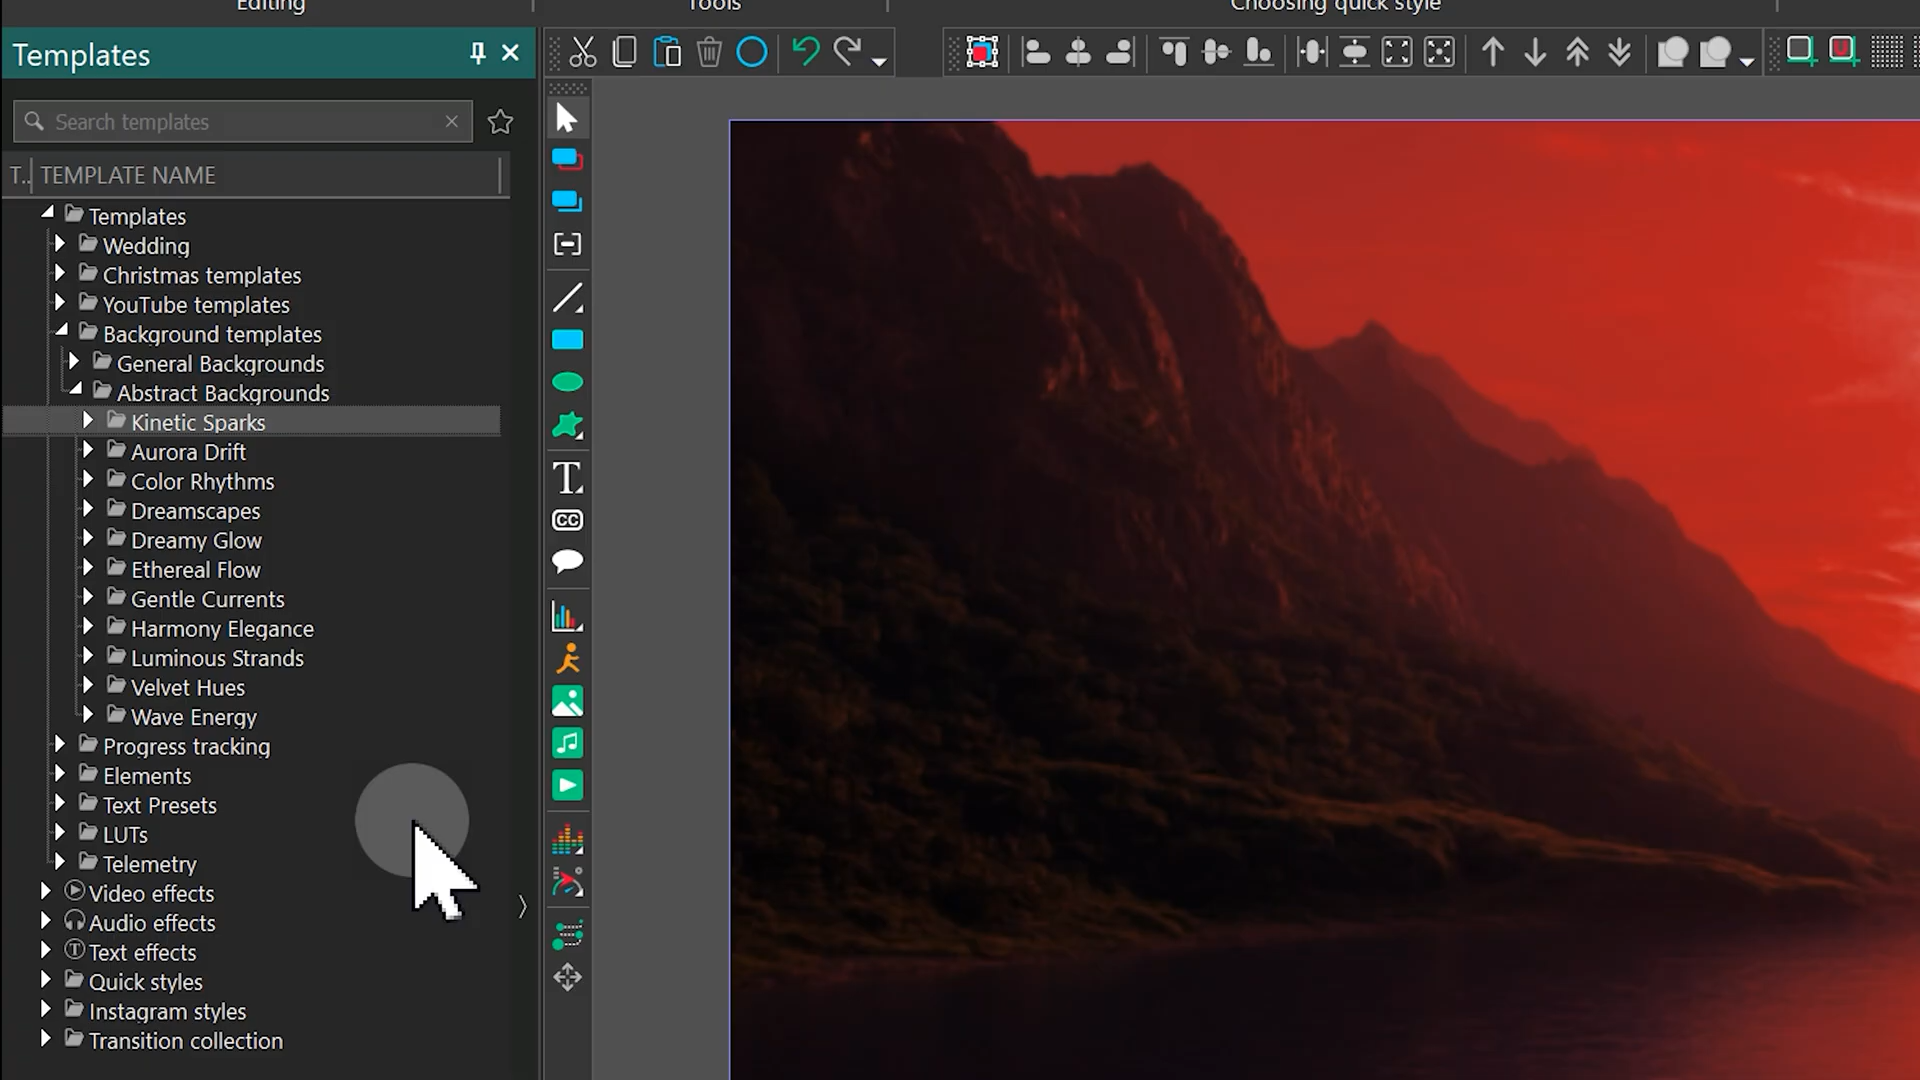 Editing
Tools
Choosing quick style
Templates
Search templates
T..
TEMPLATE NAME
Templates
Wedding
Christmas templates
YouTube templates
Background templates
General Backgrounds
Abstract Backgrounds
Kinetic Sparks
Aurora Drift
Color Rhythms
Dreamscapes
Dreamy Glow
Ethereal Flow
Gentle Currents
Harmony Elegance
Luminous Strands
Velvet Hues
Wave Energy
Progress tracking
Elements
Text Presets
LUTs
Telemetry
Video effects
Audio effects
Text effects
Quick styles
Instagram styles
Transition collection
T
CC